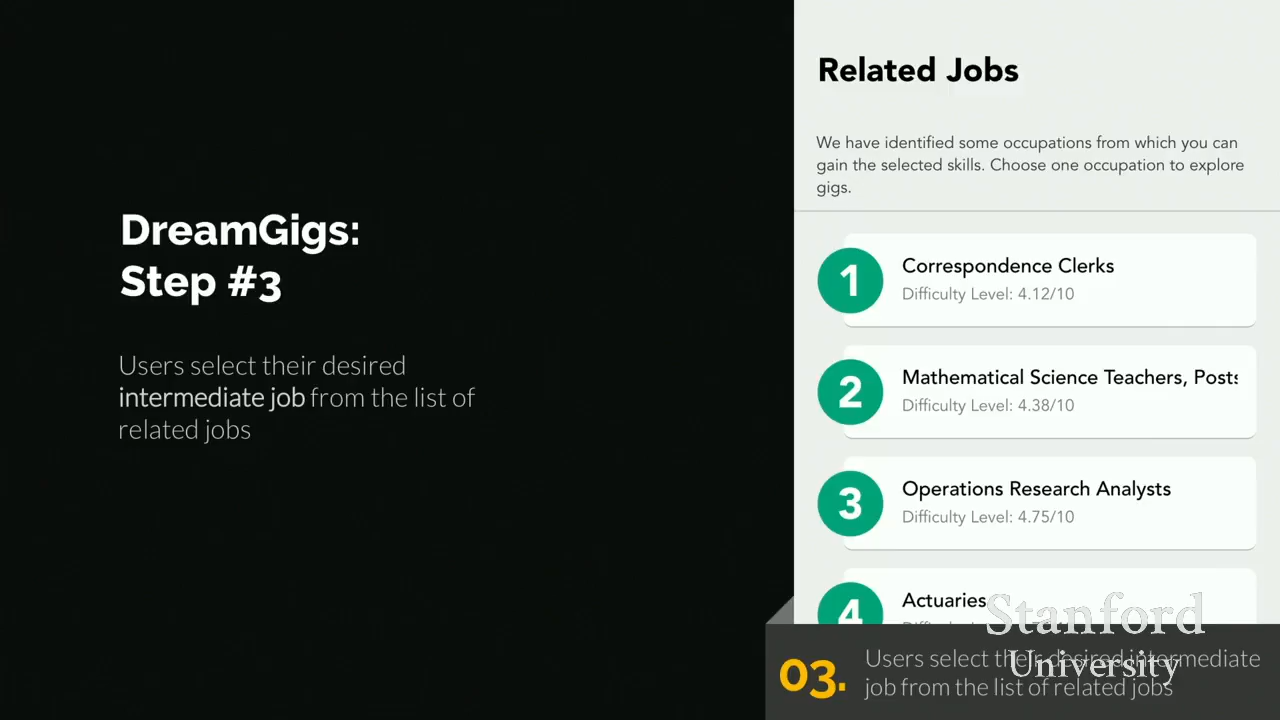 DreamGigs:
Step #3
Users select their desired
intermediate job from the list of
related jobs
Related Jobs
We have identified some occupations from which you can
gain the selected skills. Choose one occupation to explore
gigs.
1
Correspondence Clerks
Difficulty Level: 4.12/10
2
Mathematical Science Teachers, Posts
Difficulty Level: 4.38/10
3
Operations Research Analysts
Difficulty Level: 4.75/10
4
Actuaries
Stanford
University
03.
Users select their desired intermediate
job from the list of related jobs